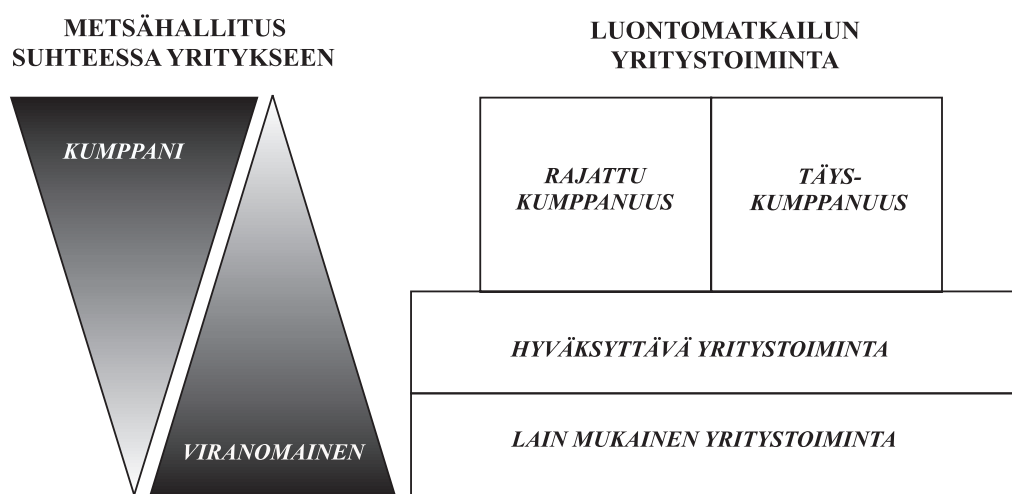 METSÄHALLITUS
SUHTEESSA YRITYKSEEN
KUMPPANI
VIRANOMAINEN
LUONTOMATKAILUN
YRITYSTOIMINTA
RAJATTU
KUMPPANUUS
TÄYS-
KUMPPANUUS
HYVÄKSYTTÄVÄ YRITYSTOIMINTA
LAIN MUKAINEN YRITYSTOIMINTA